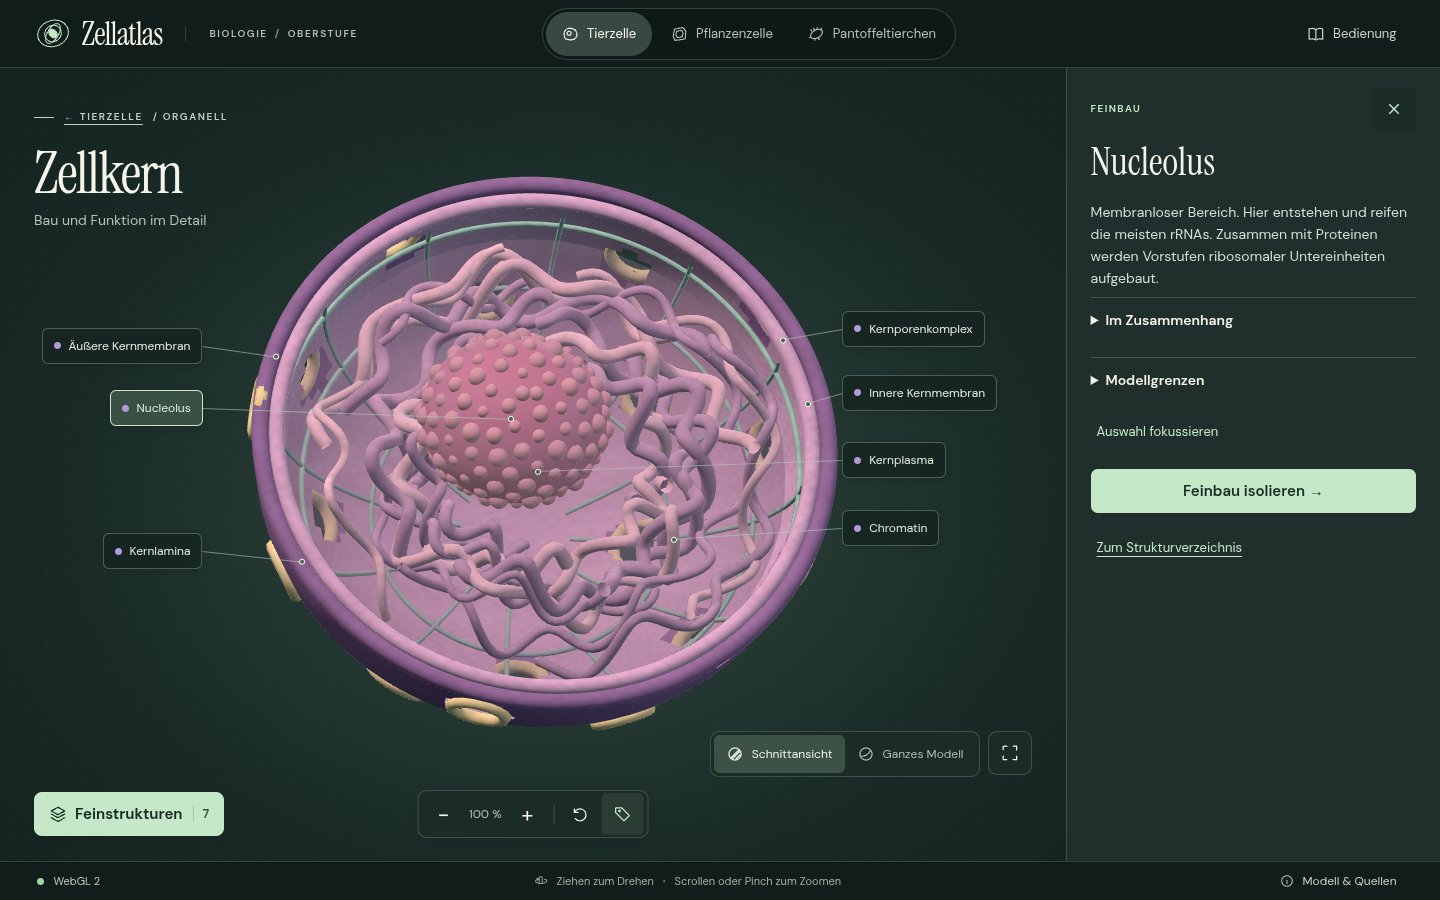 Zellatlas
BIOLOGIE / OBERSTUFE
Tierzelle
Pflanzenzelle
Pantoffeltierchen
Bedienung
← TIERZELLE / ORGANELL
Zellkern
Bau und Funktion im Detail
Äußere Kernmembran
Nucleolus
Kernlamina
Kernporenkomplex
Innere Kernmembran
Kernplasma
Chromatin
Schnittansicht
Ganzes Modell
Feinstrukturen 7
− 100 % +
FEINBAU
Nucleolus
Membranloser Bereich. Hier entstehen und reifen
die meisten rRNAs. Zusammen mit Proteinen
werden Vorstufen ribosomaler Untereinheiten
aufgebaut.
Im Zusammenhang
Modellgrenzen
Auswahl fokussieren
Feinbau isolieren →
Zum Strukturverzeichnis
WebGL 2
Ziehen zum Drehen · Scrollen oder Pinch zum Zoomen
Modell & Quellen